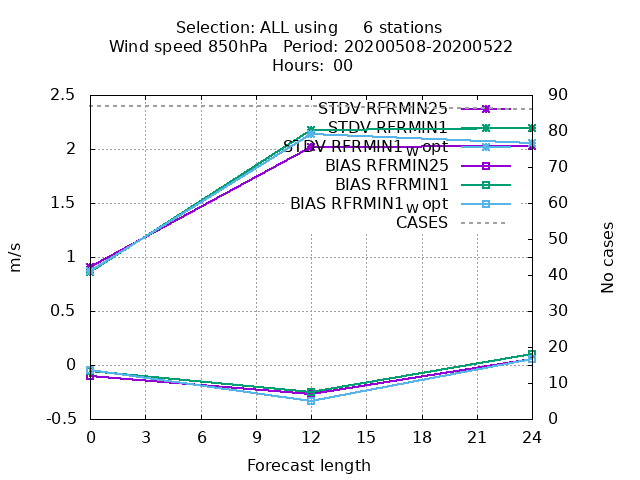 Selection: ALL using 6 stations
Wind speed 850hPa Period: 20200508-20200522
Hours: 00
2.5
2
1.5
1
0.5
0
-0.5
m/s
90
80
70
60
50
40
30
20
10
0
No cases
STDV RFRMIN25
STDV RFRMIN1
STDV RFRMIN1w opt
BIAS RFRMIN25
BIAS RFRMIN1
BIAS RFRMIN1w opt
CASES
0 3 6 9 12 15 18 21 24
Forecast length